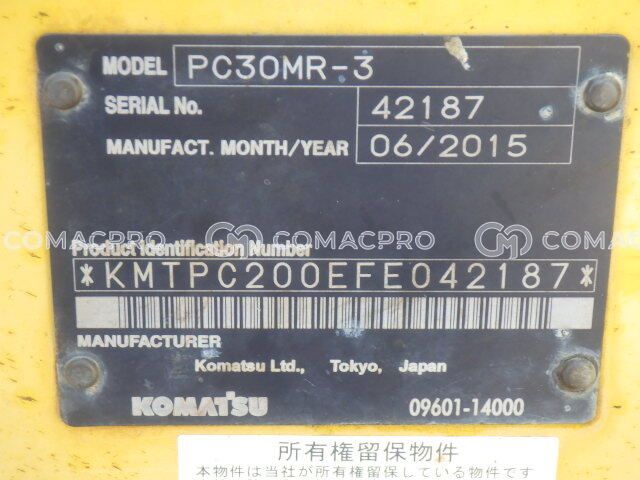 MODEL PC30MR-3
SERIAL No. 42187
MANUFACT. MONTH/YEAR 06/2015
COMACPRO COMACPRO
Product Identification Number
*KMTPC200EFE042187*
MANUFACTURER
Komatsu Ltd., Tokyo, Japan
KOMATSU 09601-14000
所有権留保物件
本物件は当社が所有権留保している物件です